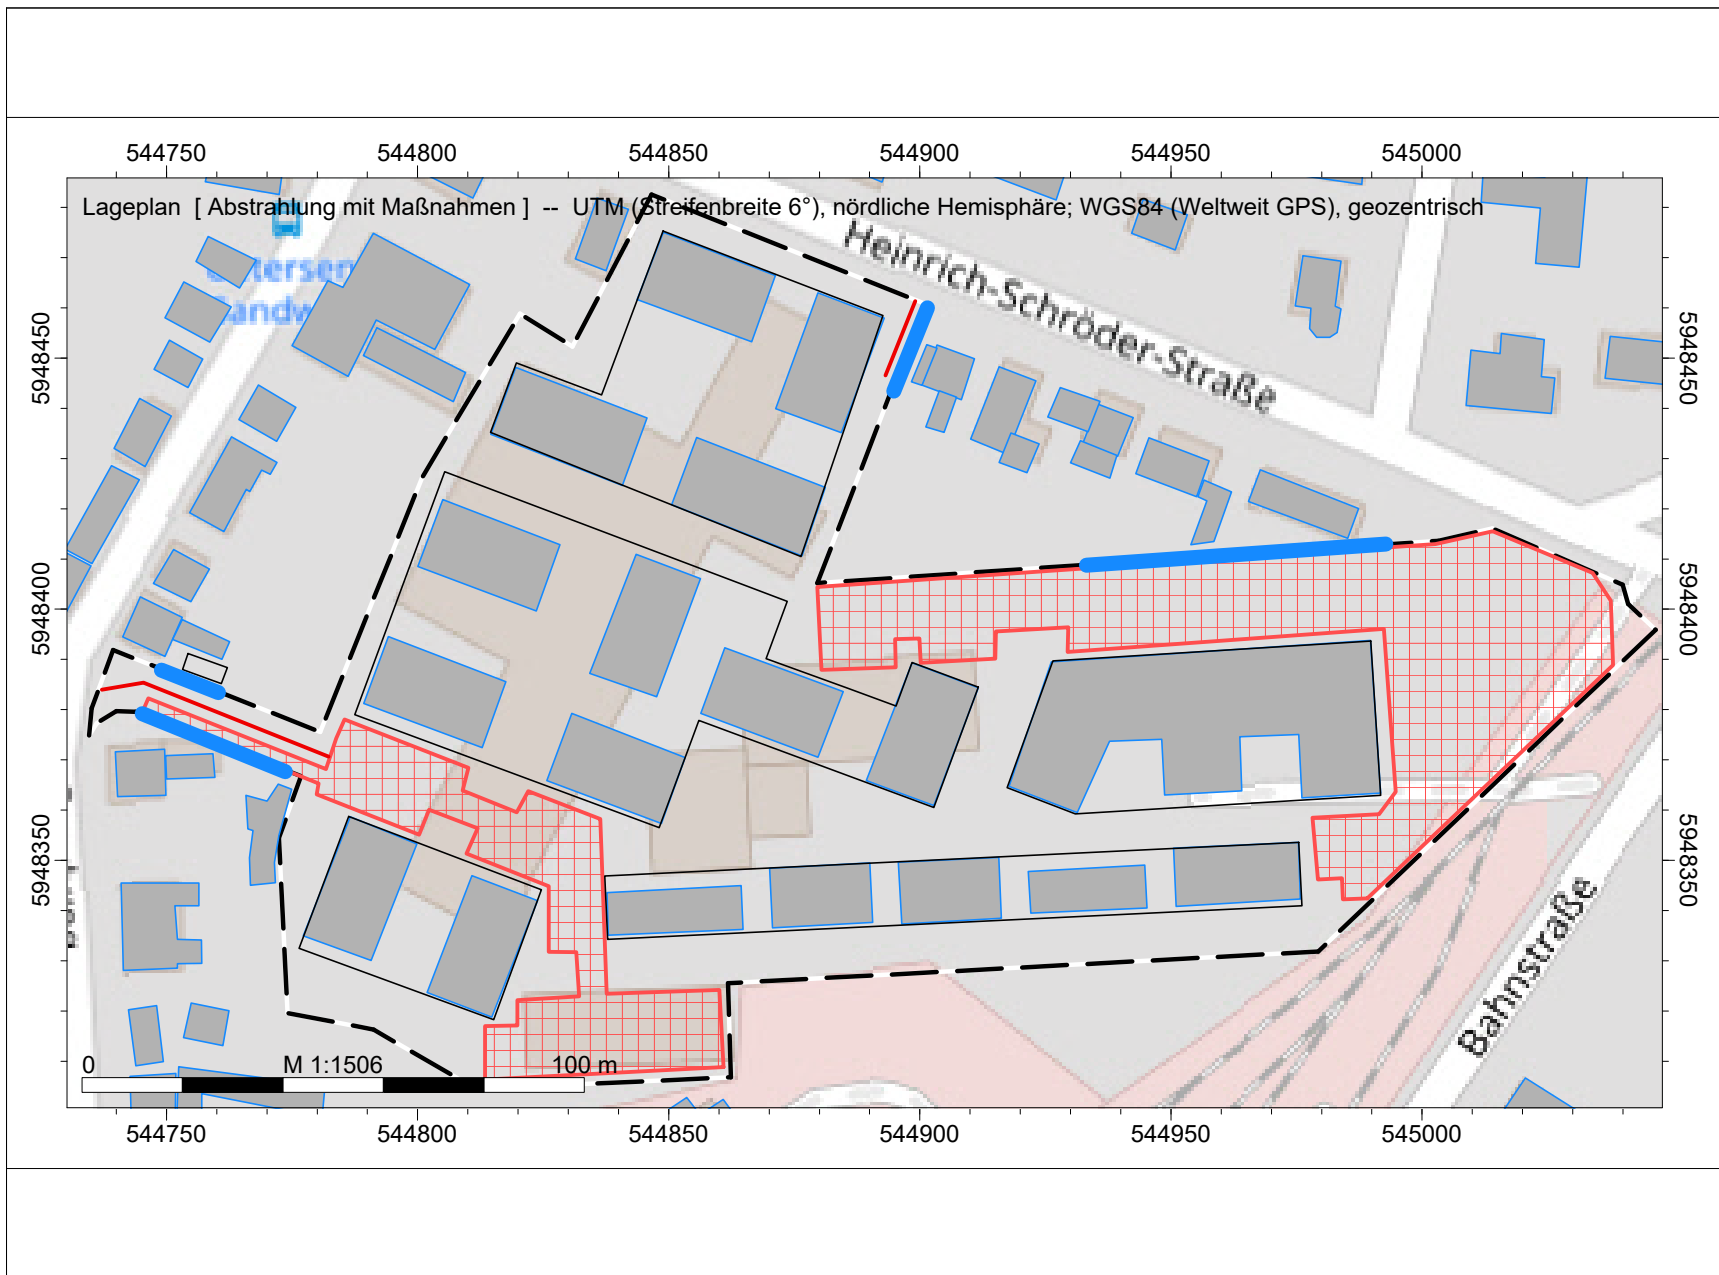 544750 544800 544850 544900 544950 545000
Lageplan [ Abstrahlung mit Maßnahmen ] -- UTM (Streifenbreite 6°), nördliche Hemisphäre; WGS84 (Weltweit GPS), geozentrisch
Heinrich-Schröder-Straße
5948450
5948450
5948400
5948400
5948350
5948350
Bahnstraße
0 M 1:1506 100 m
544750 544800 544850 544900 544950 545000